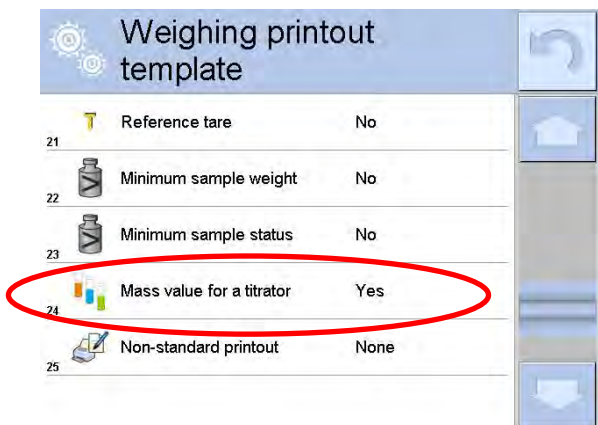 Weighing printout
template
21 Reference tare No
22 Minimum sample weight No
23 Minimum sample status No
24 Mass value for a titrator Yes
25 Non-standard printout None